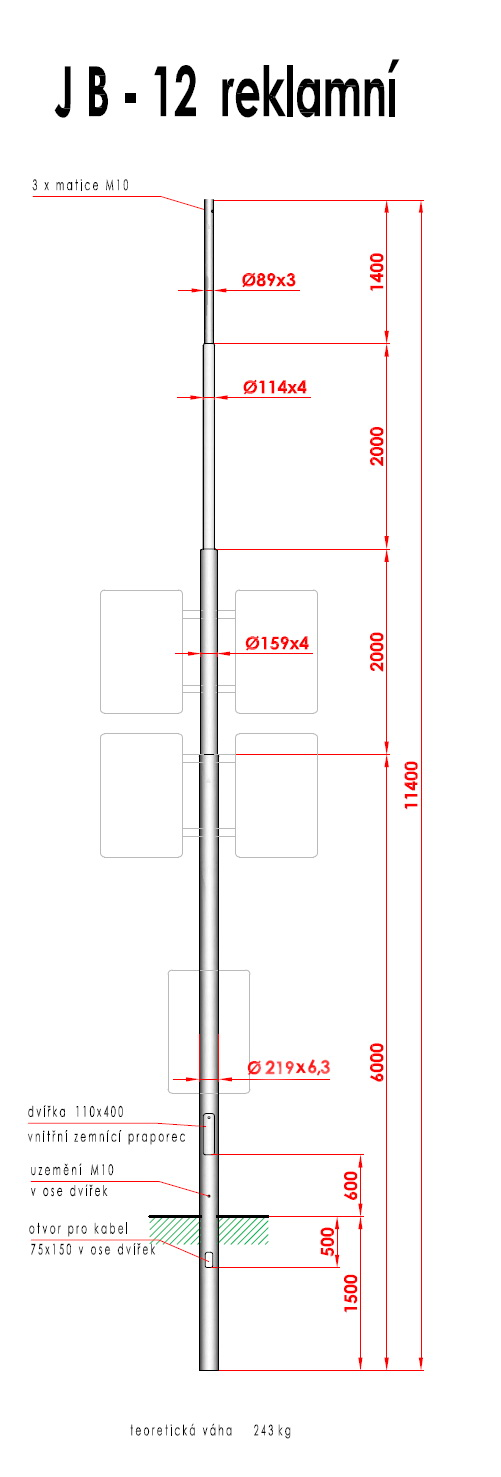 JB - 12 reklamní
3 x matice M10
Ø89x3
1400
Ø114x4
2000
Ø159x4
2000
11400
Ø 219x6,3
6000
dvířka 110x400
vnitřní zemnící praporec
uzemění M10
v ose dvířek
600
otvor pro kabel
75x150 v ose dvířek
500
1500
teoretická váha 243 kg